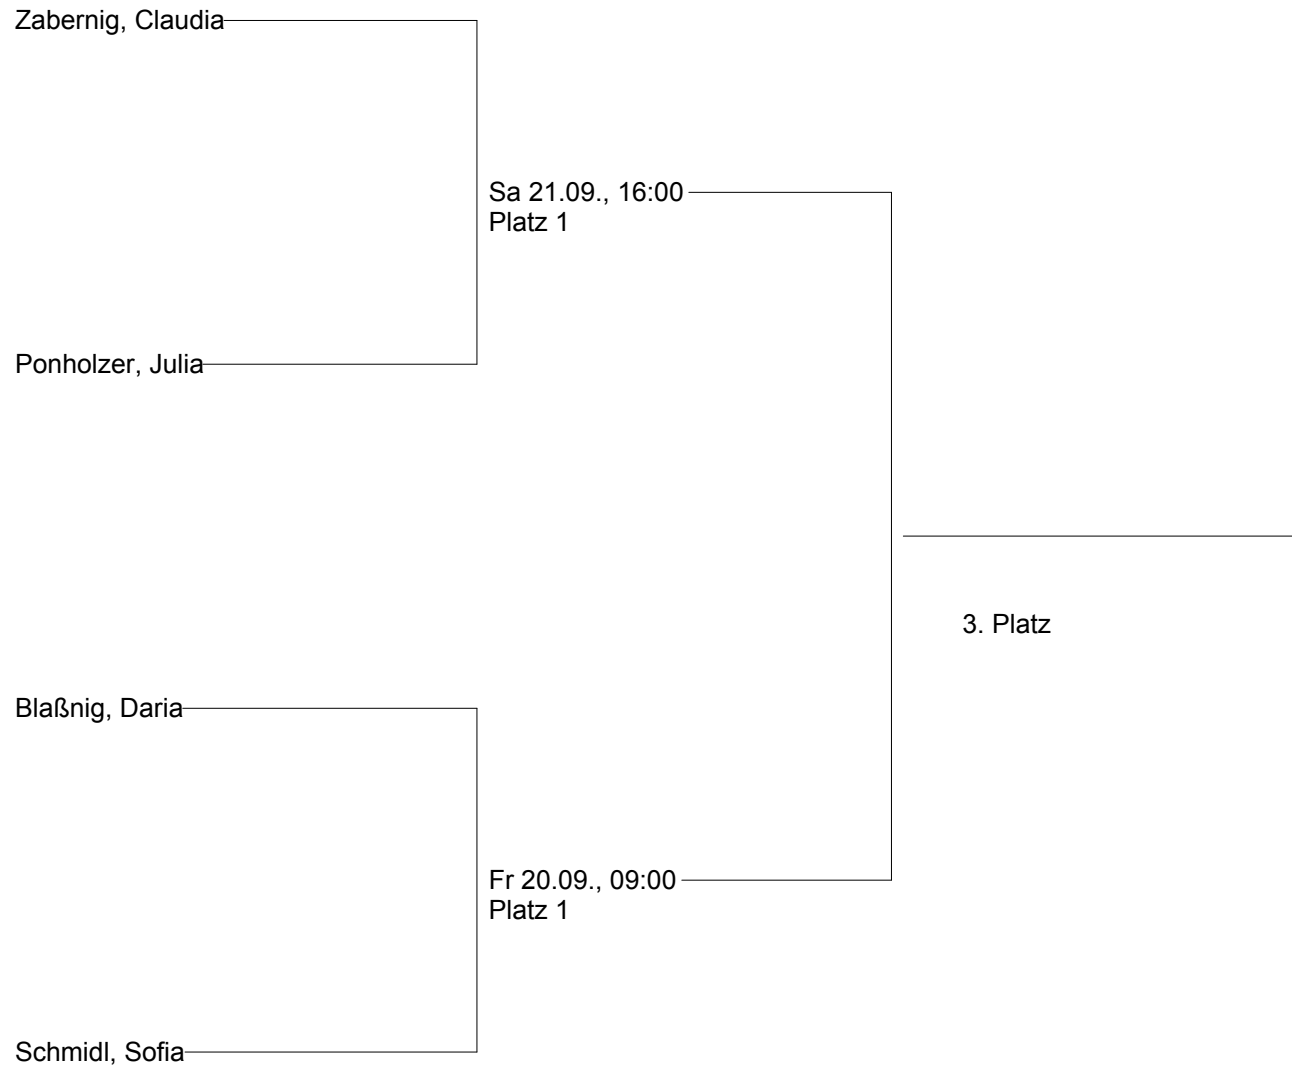 Zabernig, Claudia
Sa 21.09., 16:00
Platz 1
Ponholzer, Julia
3. Platz
Blaßnig, Daria
Fr 20.09., 09:00
Platz 1
Schmidl, Sofia